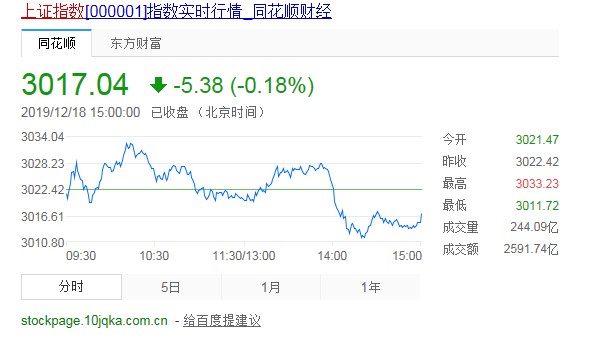 上证指数[000001]指数实时行情_同花顺财经
同花顺 东方财富
3017.04 -5.38 (-0.18%)
2019/12/18 15:00:00 已收盘 （北京时间）
3034.04
3028.23
3022.42
3016.61
3010.80
09:30 10:30 11:30/13:00 14:00 15:00
今开 3021.47
昨收 3022.42
最高 3033.23
最低 3011.72
成交量 244.09亿
成交额 2591.74亿
分时 5日 1月 1年
stockpage.10jqka.com.cn - 给百度提建议